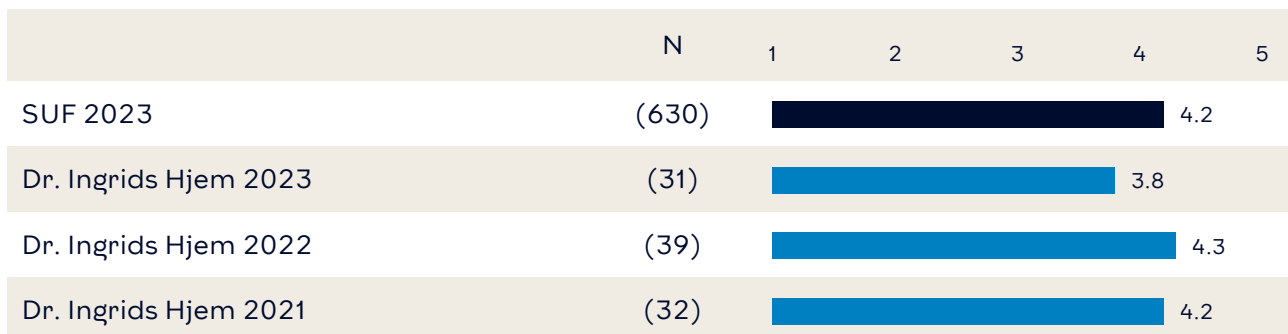 N 1 2 3 4 5
SUF 2023 (630) 4.2
Dr. Ingrids Hjem 2023 (31) 3.8
Dr. Ingrids Hjem 2022 (39) 4.3
Dr. Ingrids Hjem 2021 (32) 4.2